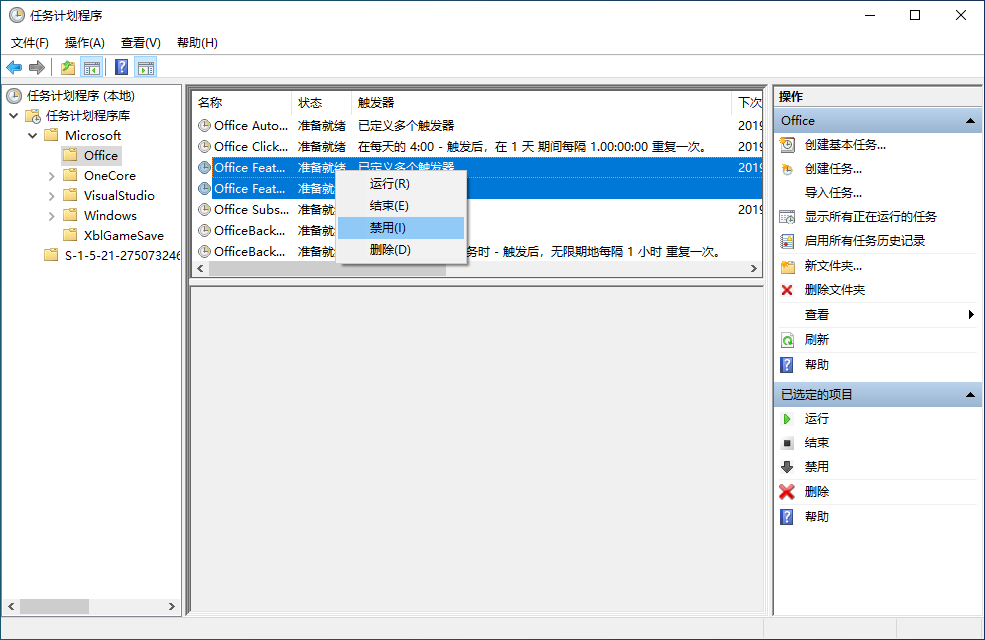 任务计划程序
文件(F) 操作(A) 查看(V) 帮助(H)
任务计划程序 (本地)
任务计划程序库
Microsoft
Office
OneCore
VisualStudio
Windows
XblGameSave
S-1-5-21-275073246
名称 状态 触发器 下次
Office Auto... 准备就绪 已定义多个触发器 2019
Office Click... 准备就绪 在每天的 4:00 - 触发后，在 1 天 期间每隔 1.00:00:00 重复一次。 2019
Office Feat... 准备就绪 已定义多个触发器 2019
Office Feat... 准备就
Office Subs... 准备就 2019
OfficeBack... 准备就
OfficeBack... 准备就 务时 - 触发后，无限期地每隔 1 小时 重复一次。
运行(R)
结束(E)
禁用(I)
删除(D)
操作
Office
创建基本任务...
创建任务...
导入任务...
显示所有正在运行的任务
启用所有任务历史记录
新文件夹...
删除文件夹
查看
刷新
帮助
已选定的项目
运行
结束
禁用
删除
帮助